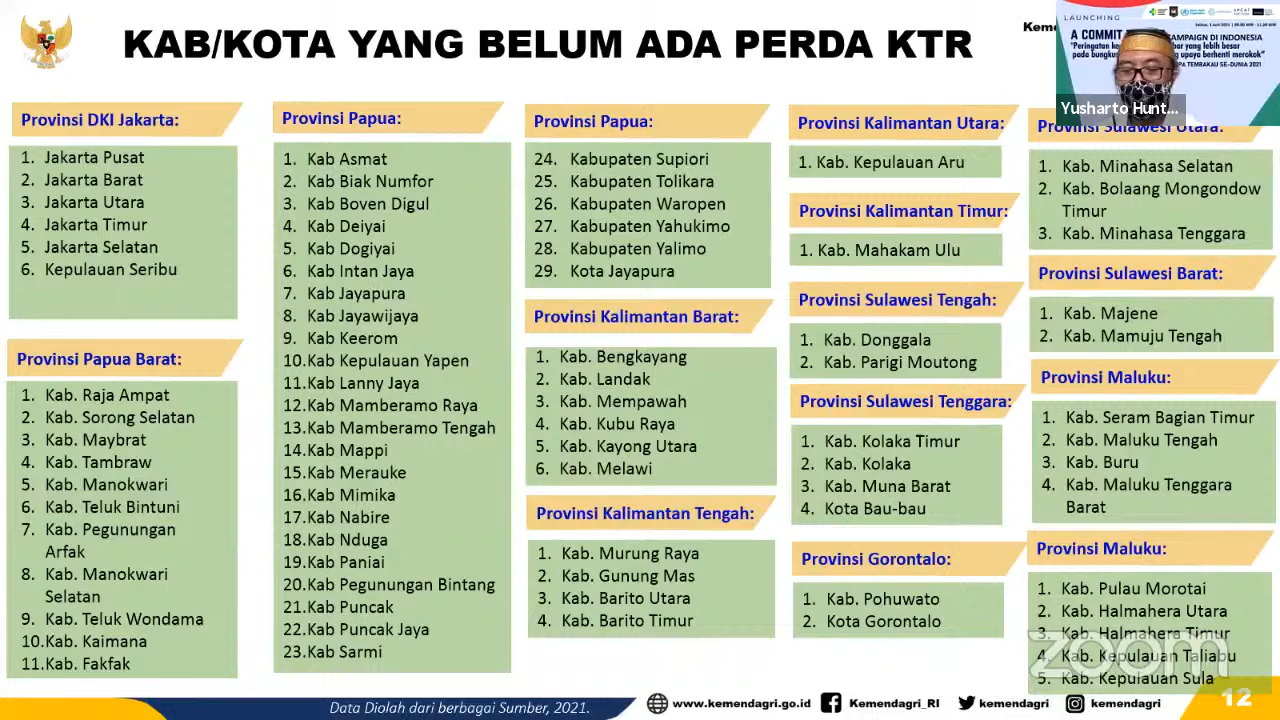 KAB/KOTA YANG BELUM ADA PERDA KTR
LAUNCHING
A COMMIT
CAMPAIGN DI INDONESIA
Yusharto Hunt...
Provinsi DKI Jakarta:
1. Jakarta Pusat
2. Jakarta Barat
3. Jakarta Utara
4. Jakarta Timur
5. Jakarta Selatan
6. Kepulauan Seribu
Provinsi Papua Barat:
1. Kab. Raja Ampat
2. Kab. Sorong Selatan
3. Kab. Maybrat
4. Kab. Tambraw
5. Kab. Manokwari
6. Kab. Teluk Bintuni
7. Kab. Pegunungan
Arfak
8. Kab. Manokwari
Selatan
9. Kab. Teluk Wondama
10.Kab. Kaimana
11.Kab. Fakfak
Provinsi Papua:
1. Kab Asmat
2. Kab Biak Numfor
3. Kab Boven Digul
4. Kab Deiyai
5. Kab Dogiyai
6. Kab Intan Jaya
7. Kab Jayapura
8. Kab Jayawijaya
9. Kab Keerom
10.Kab Kepulauan Yapen
11.Kab Lanny Jaya
12.Kab Mamberamo Raya
13.Kab Mamberamo Tengah
14.Kab Mappi
15.Kab Merauke
16.Kab Mimika
17.Kab Nabire
18.Kab Nduga
19.Kab Paniai
20.Kab Pegunungan Bintang
21.Kab Puncak
22.Kab Puncak Jaya
23.Kab Sarmi
Provinsi Papua:
24. Kabupaten Supiori
25. Kabupaten Tolikara
26. Kabupaten Waropen
27. Kabupaten Yahukimo
28. Kabupaten Yalimo
29. Kota Jayapura
Provinsi Kalimantan Barat:
1. Kab. Bengkayang
2. Kab. Landak
3. Kab. Mempawah
4. Kab. Kubu Raya
5. Kab. Kayong Utara
6. Kab. Melawi
Provinsi Kalimantan Tengah:
1. Kab. Murung Raya
2. Kab. Gunung Mas
3. Kab. Barito Utara
4. Kab. Barito Timur
Provinsi Kalimantan Utara:
1. Kab. Kepulauan Aru
Provinsi Kalimantan Timur:
1. Kab. Mahakam Ulu
Provinsi Sulawesi Tengah:
1. Kab. Donggala
2. Kab. Parigi Moutong
Provinsi Sulawesi Tenggara:
1. Kab. Kolaka Timur
2. Kab. Kolaka
3. Kab. Muna Barat
4. Kota Bau-bau
Provinsi Gorontalo:
1. Kab. Pohuwato
2. Kota Gorontalo
Provinsi Sulawesi Utara:
1. Kab. Minahasa Selatan
2. Kab. Bolaang Mongondow
Timur
3. Kab. Minahasa Tenggara
Provinsi Sulawesi Barat:
1. Kab. Majene
2. Kab. Mamuju Tengah
Provinsi Maluku:
1. Kab. Seram Bagian Timur
2. Kab. Maluku Tengah
3. Kab. Buru
4. Kab. Maluku Tenggara
Barat
Provinsi Maluku:
1. Kab. Pulau Morotai
2. Kab. Halmahera Utara
3. Kab. Halmahera Timur
4. Kab. Kepulauan Taliabu
5. Kab. Kepulauan Sula
zoom
Data Diolah dari berbagai Sumber, 2021.
www.kemendagri.go.id
Kemendagri_RI
kemendagri
kemendagri
12